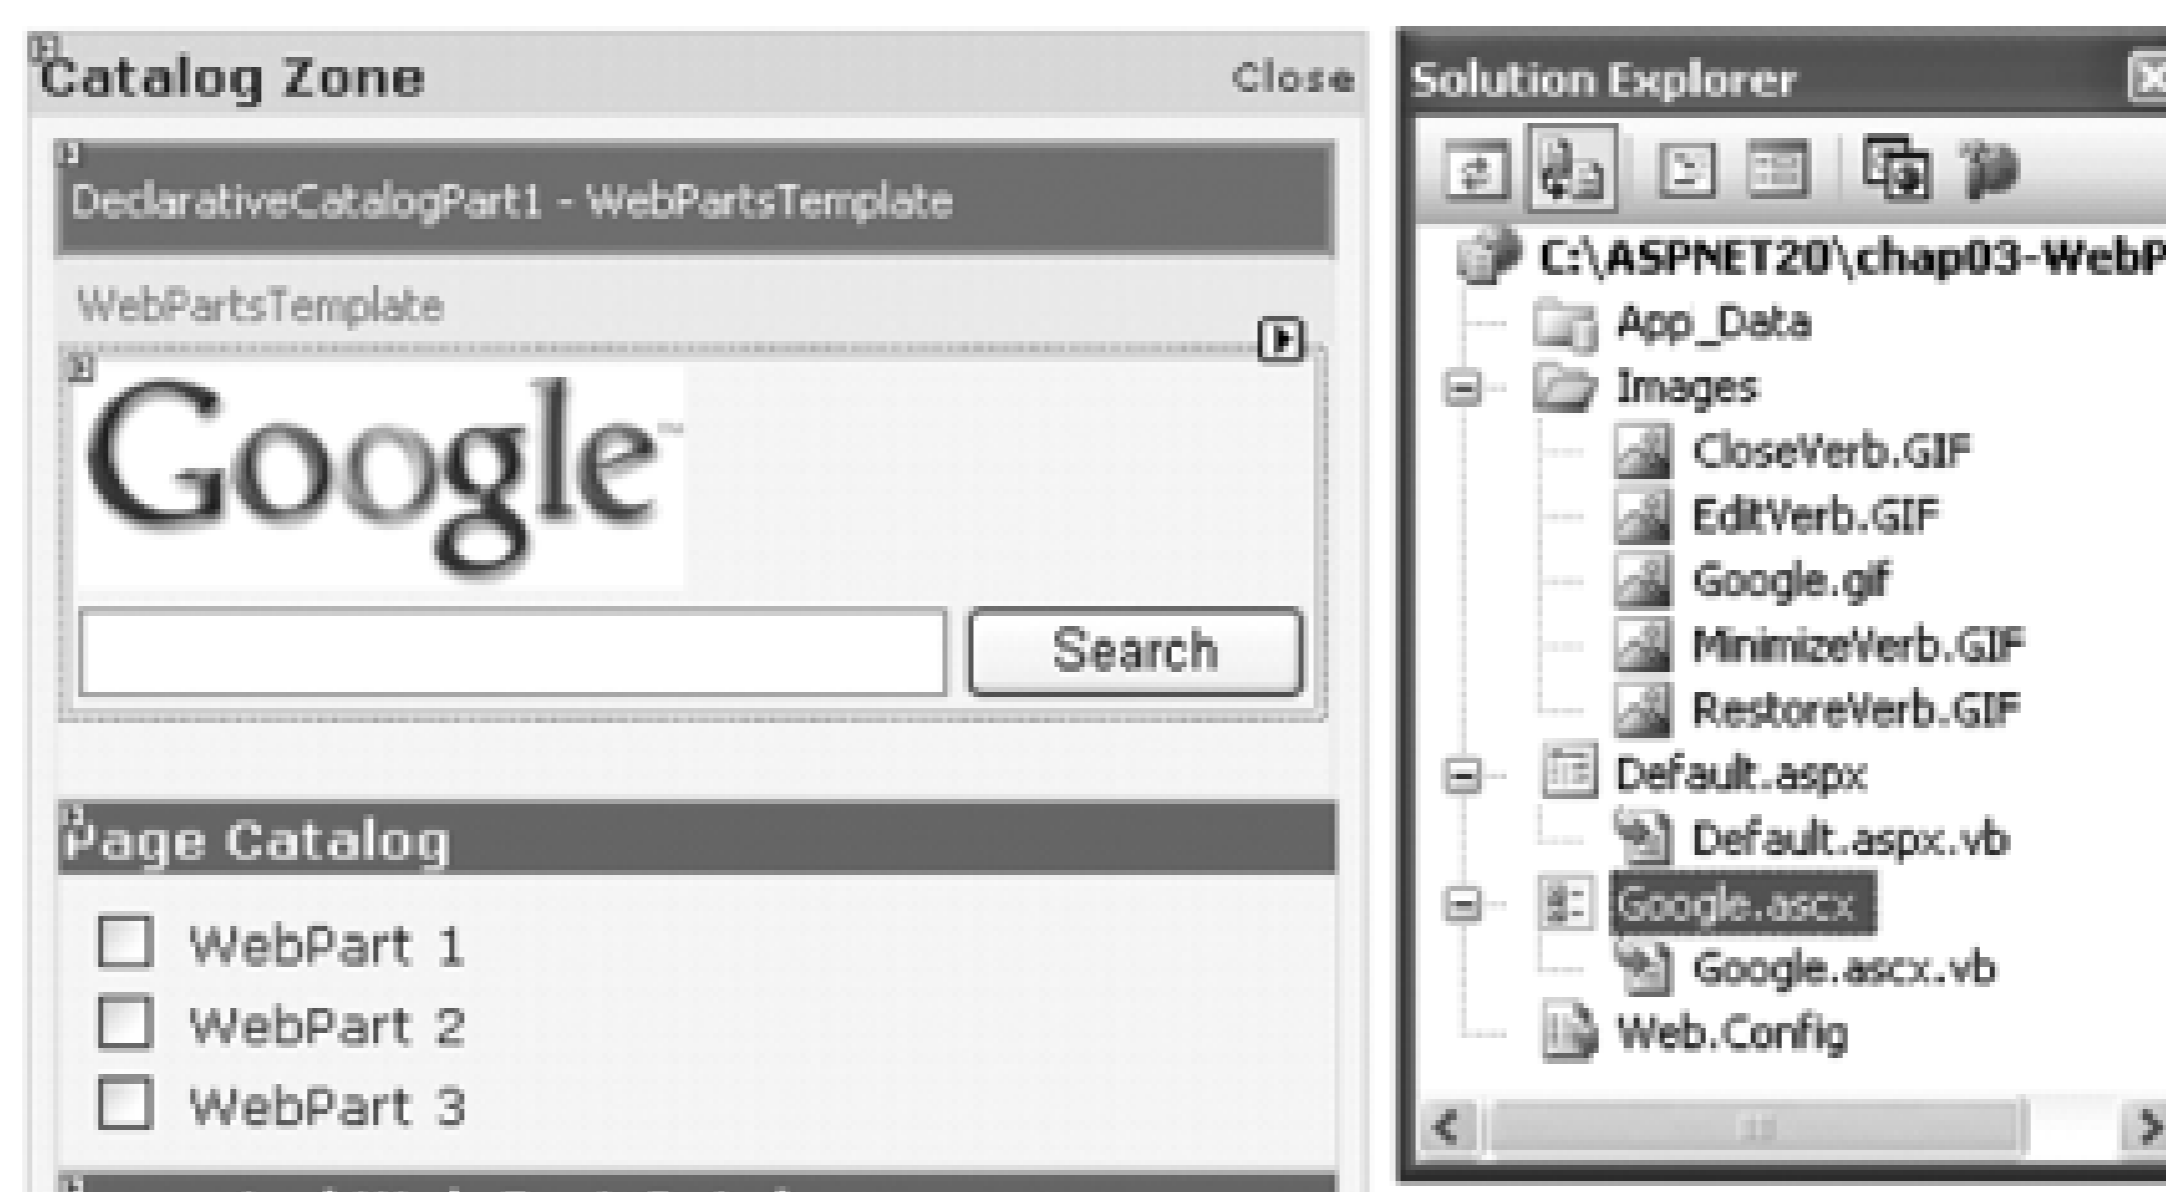 Catalog Zone
Close
DeclarativeCatalogPart1 - WebPartsTemplate
WebPartsTemplate
Google
Search
Page Catalog
WebPart 1
WebPart 2
WebPart 3
Solution Explorer
C:\ASPNET20\chap03-WebP
App_Data
Images
CloseVerb.GIF
EditVerb.GIF
Google.gif
MinimizeVerb.GIF
RestoreVerb.GIF
Default.aspx
Default.aspx.vb
Google.ascx
Google.ascx.vb
Web.Config